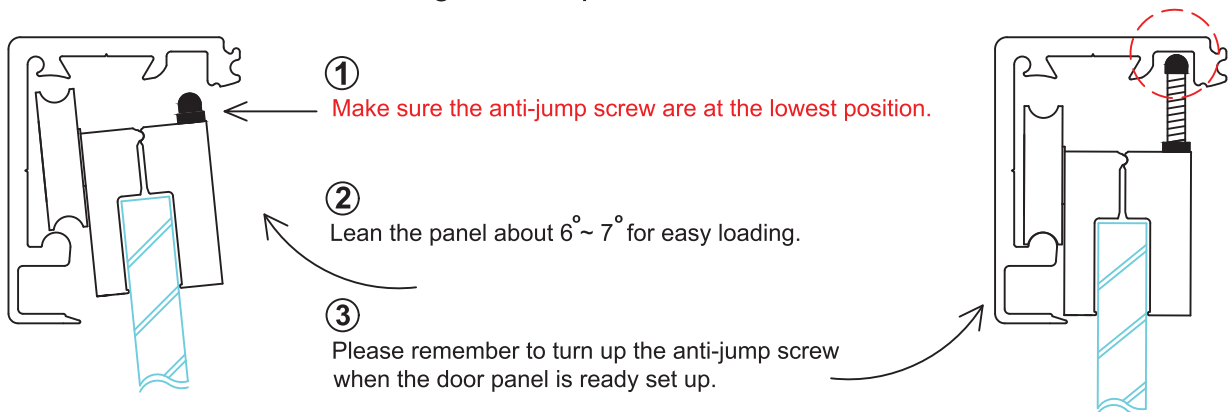 ①
Make sure the anti-jump screw are at the lowest position.
②
Lean the panel about 6°~ 7° for easy loading.
③
Please remember to turn up the anti-jump screw
when the door panel is ready set up.